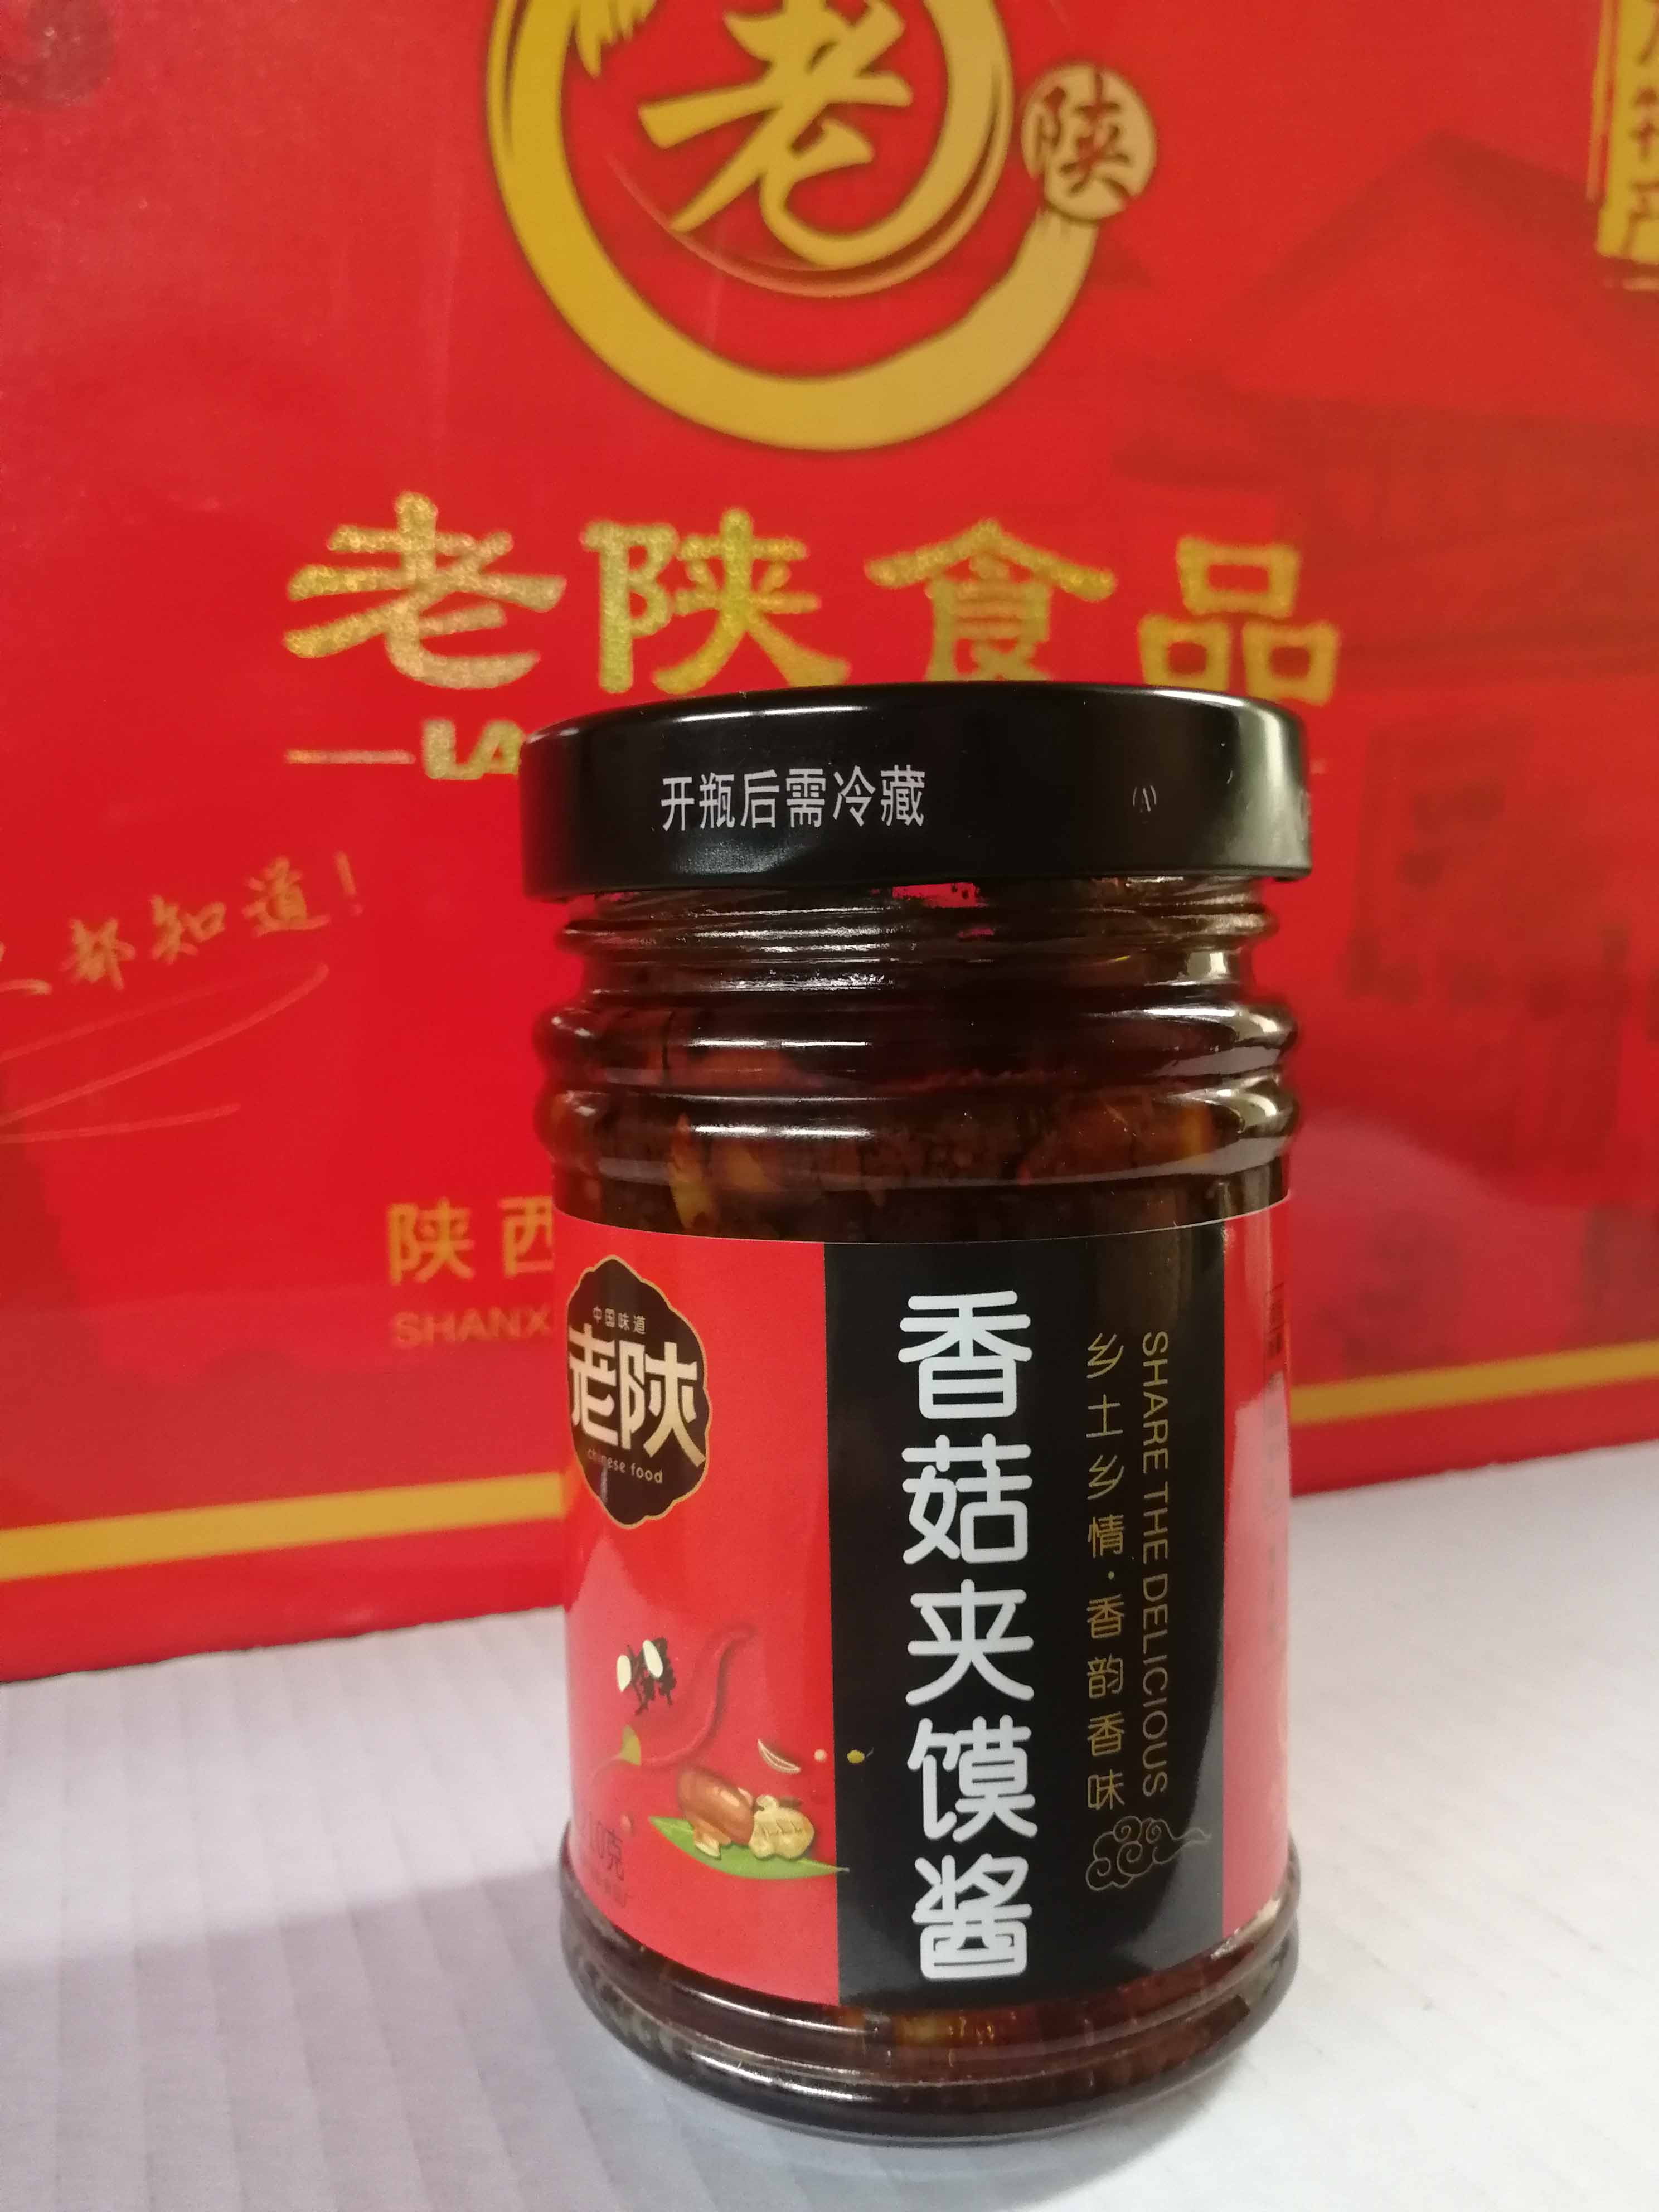 老
陕
老陕食品
都知道！
陕西
SHANX
开瓶后需冷藏
中国味道
老陕
chinese food
鲜
香菇夹馍酱
乡土乡情·香韵香味
SHARE THE DELICIOUS